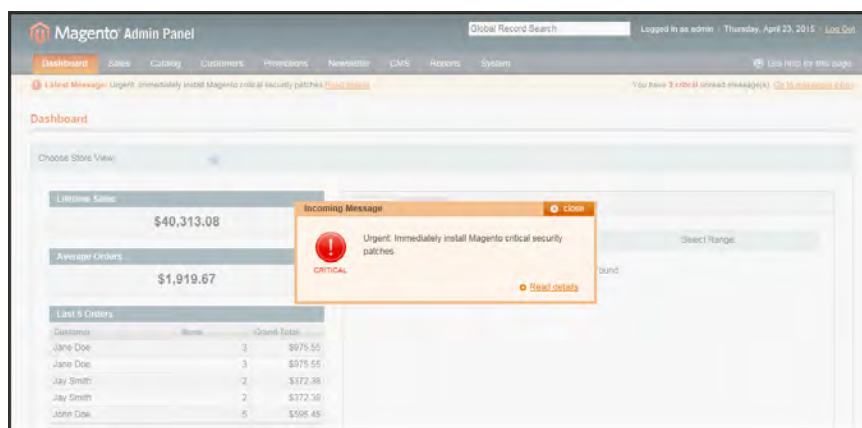 Magento Admin Panel
Global Record Search
Logged in as admin | Thursday, April 23, 2015 | Log Out
Dashboard Sales Catalog Customers Promotions Newsletter CMS Reports System
Get help for this page
Latest Message: Urgent: Immediately install Magento critical security patches Read details
You have 3 critical unread message(s). Go to messages inbox
Dashboard
Choose Store View:
Lifetime Sales
$40,313.08
Average Orders
$1,919.67
Incoming Message
close
Urgent: Immediately install Magento critical security
patches
CRITICAL
Read details
Select Range:
ound
Last 5 Orders
Customer Items Grand Total
Jane Doe 3 $975.55
Jane Doe 3 $975.55
Jay Smith 2 $372.38
Jay Smith 2 $372.38
John Doe 5 $595.45